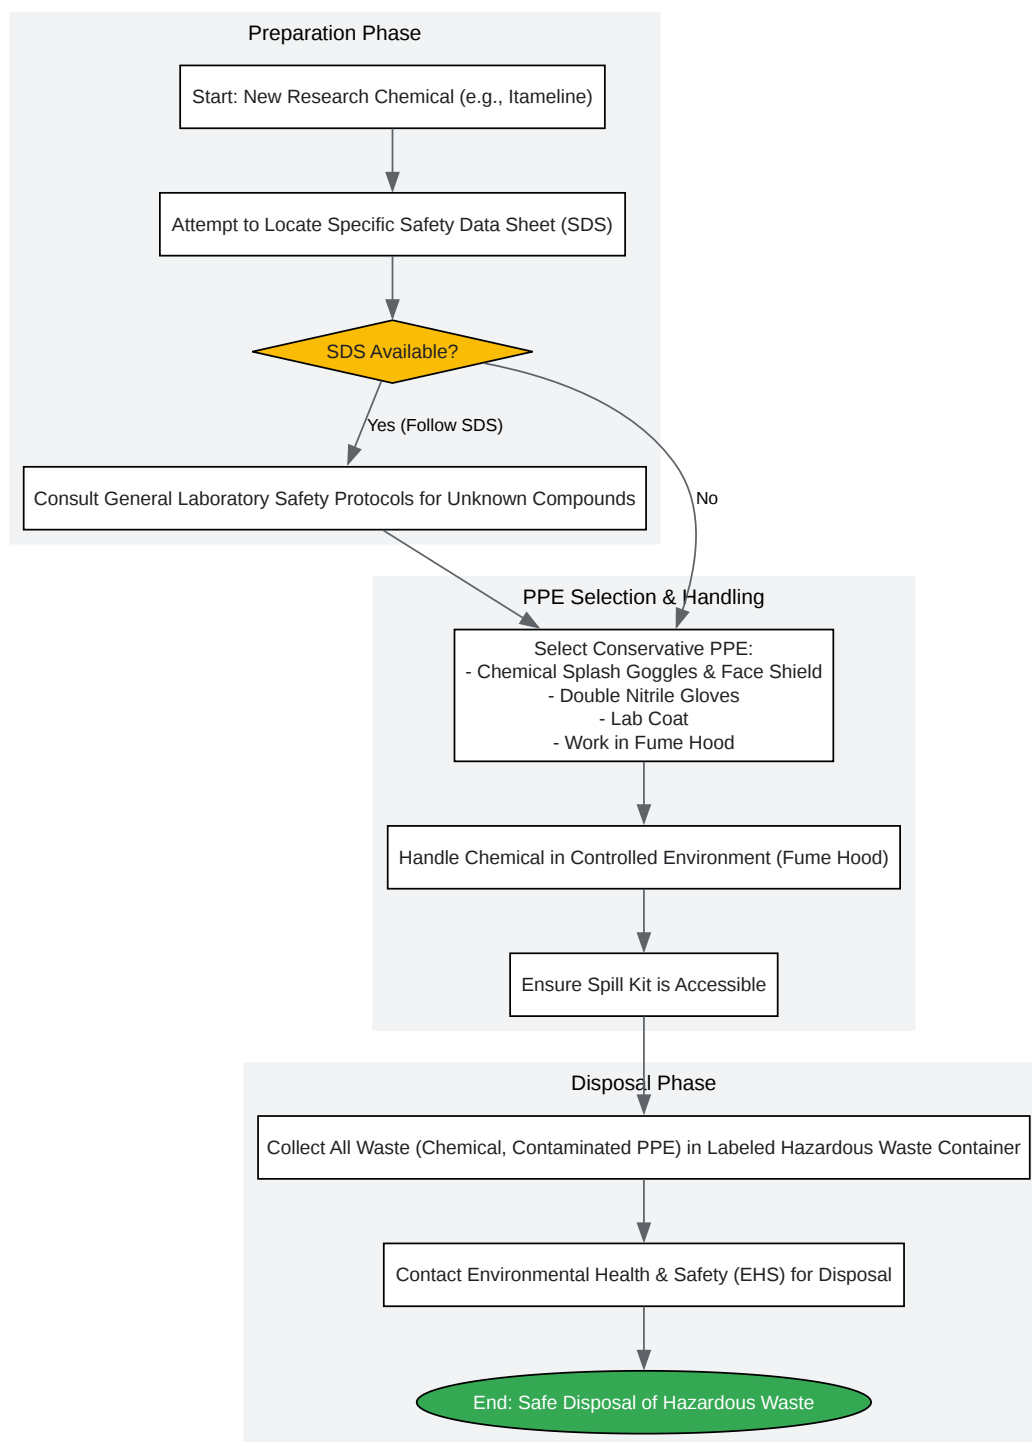 Preparation Phase
Start: New Research Chemical (e.g., Itameline)
Attempt to Locate Specific Safety Data Sheet (SDS)
SDS Available?
Yes (Follow SDS)
Consult General Laboratory Safety Protocols for Unknown Compounds
No
PPE Selection & Handling
Select Conservative PPE:
- Chemical Splash Goggles & Face Shield
- Double Nitrile Gloves
- Lab Coat
- Work in Fume Hood
Handle Chemical in Controlled Environment (Fume Hood)
Ensure Spill Kit is Accessible
Disposal Phase
Collect All Waste (Chemical, Contaminated PPE) in Labeled Hazardous Waste Container
Contact Environmental Health & Safety (EHS) for Disposal
End: Safe Disposal of Hazardous Waste